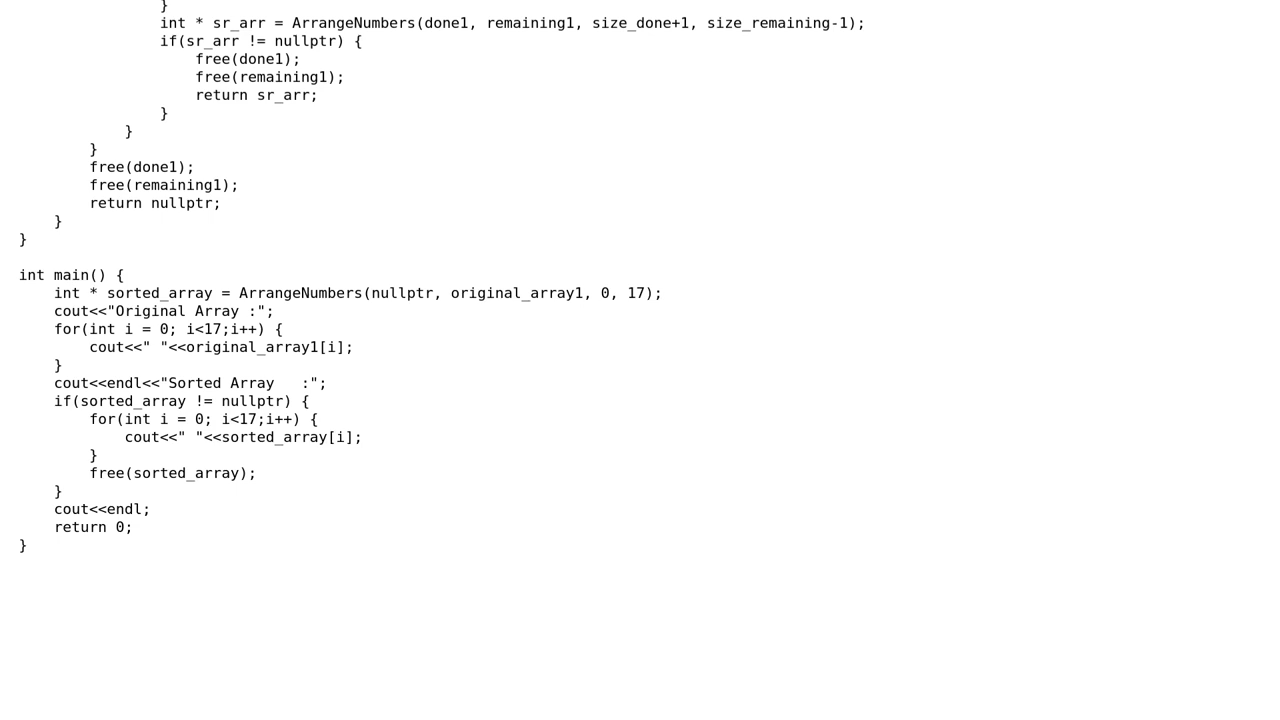 }
                int * sr_arr = ArrangeNumbers(done1, remaining1, size_done+1, size_remaining-1);
                if(sr_arr != nullptr) {
                    free(done1);
                    free(remaining1);
                    return sr_arr;
                }
            }
        }
        free(done1);
        free(remaining1);
        return nullptr;
    }
}

int main() {
    int * sorted_array = ArrangeNumbers(nullptr, original_array1, 0, 17);
    cout<<"Original Array :";
    for(int i = 0; i<17;i++) {
        cout<<" "<<original_array1[i];
    }
    cout<<endl<<"Sorted Array   :";
    if(sorted_array != nullptr) {
        for(int i = 0; i<17;i++) {
            cout<<" "<<sorted_array[i];
        }
        free(sorted_array);
    }
    cout<<endl;
    return 0;
}